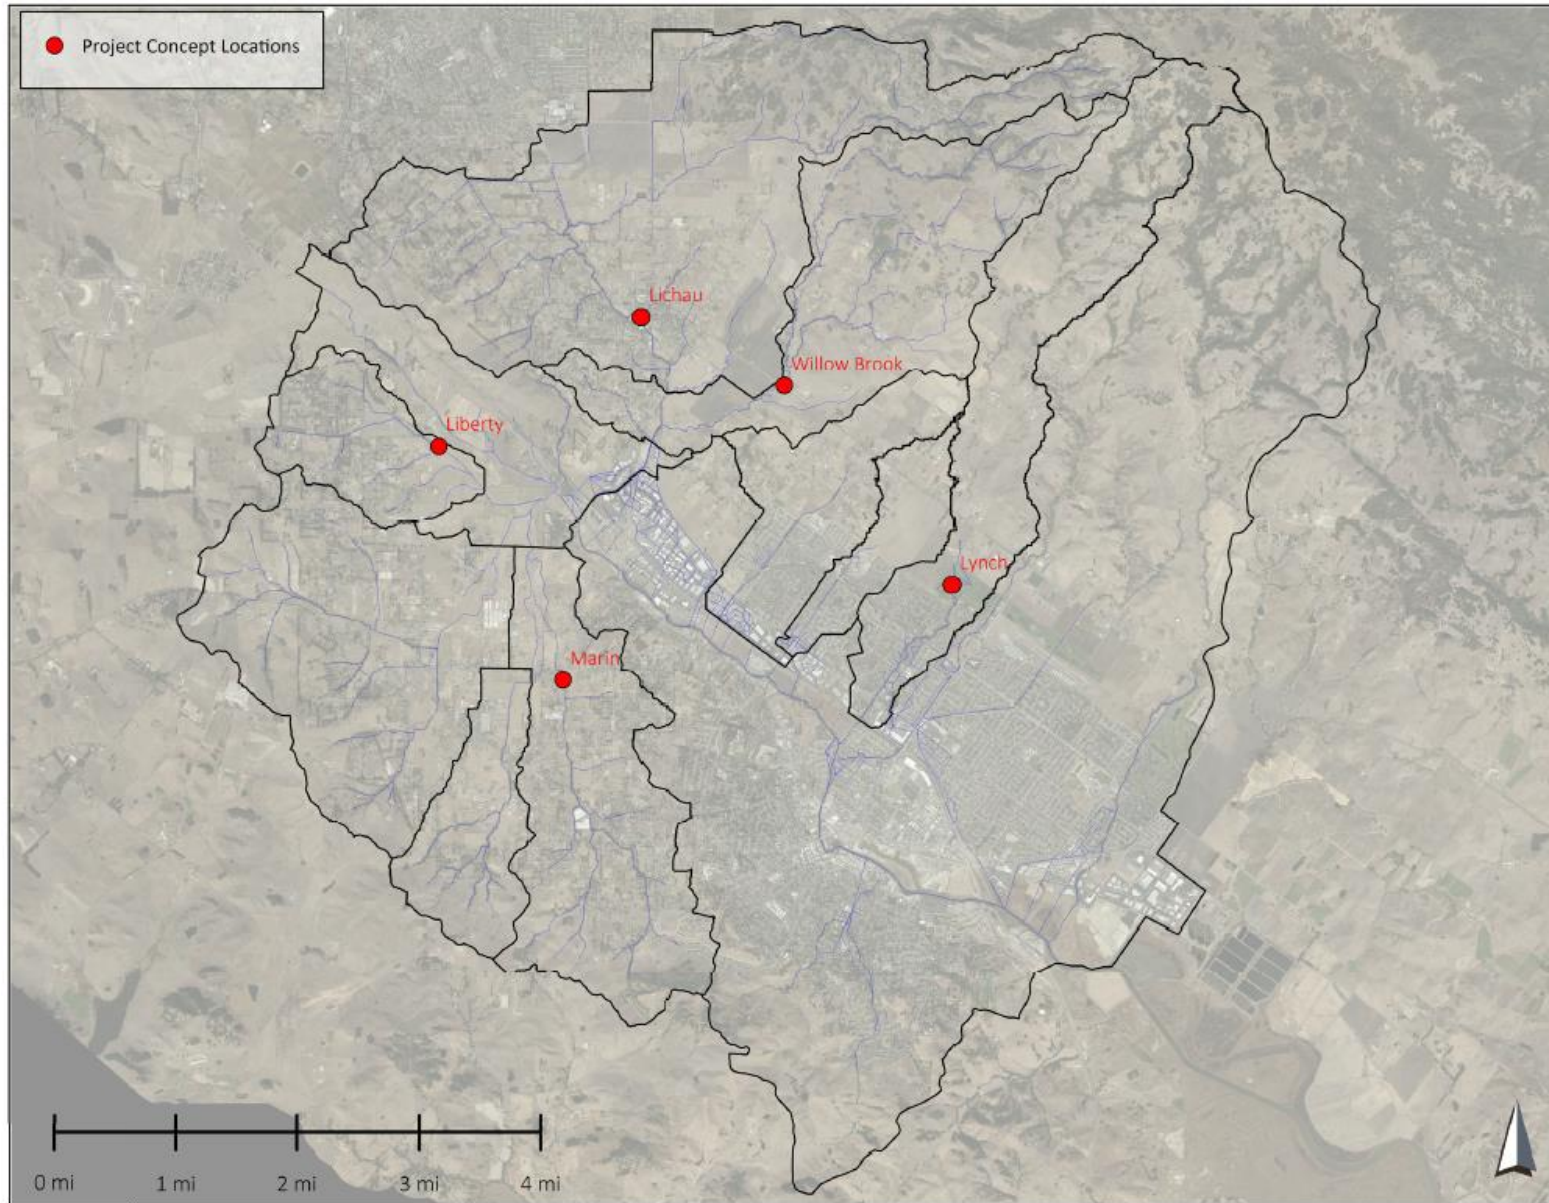 Project Concept Locations
Lichau
Willow Brook
Liberty
Lynch
Marin
0 mi
1 mi
2 mi
3 mi
4 mi